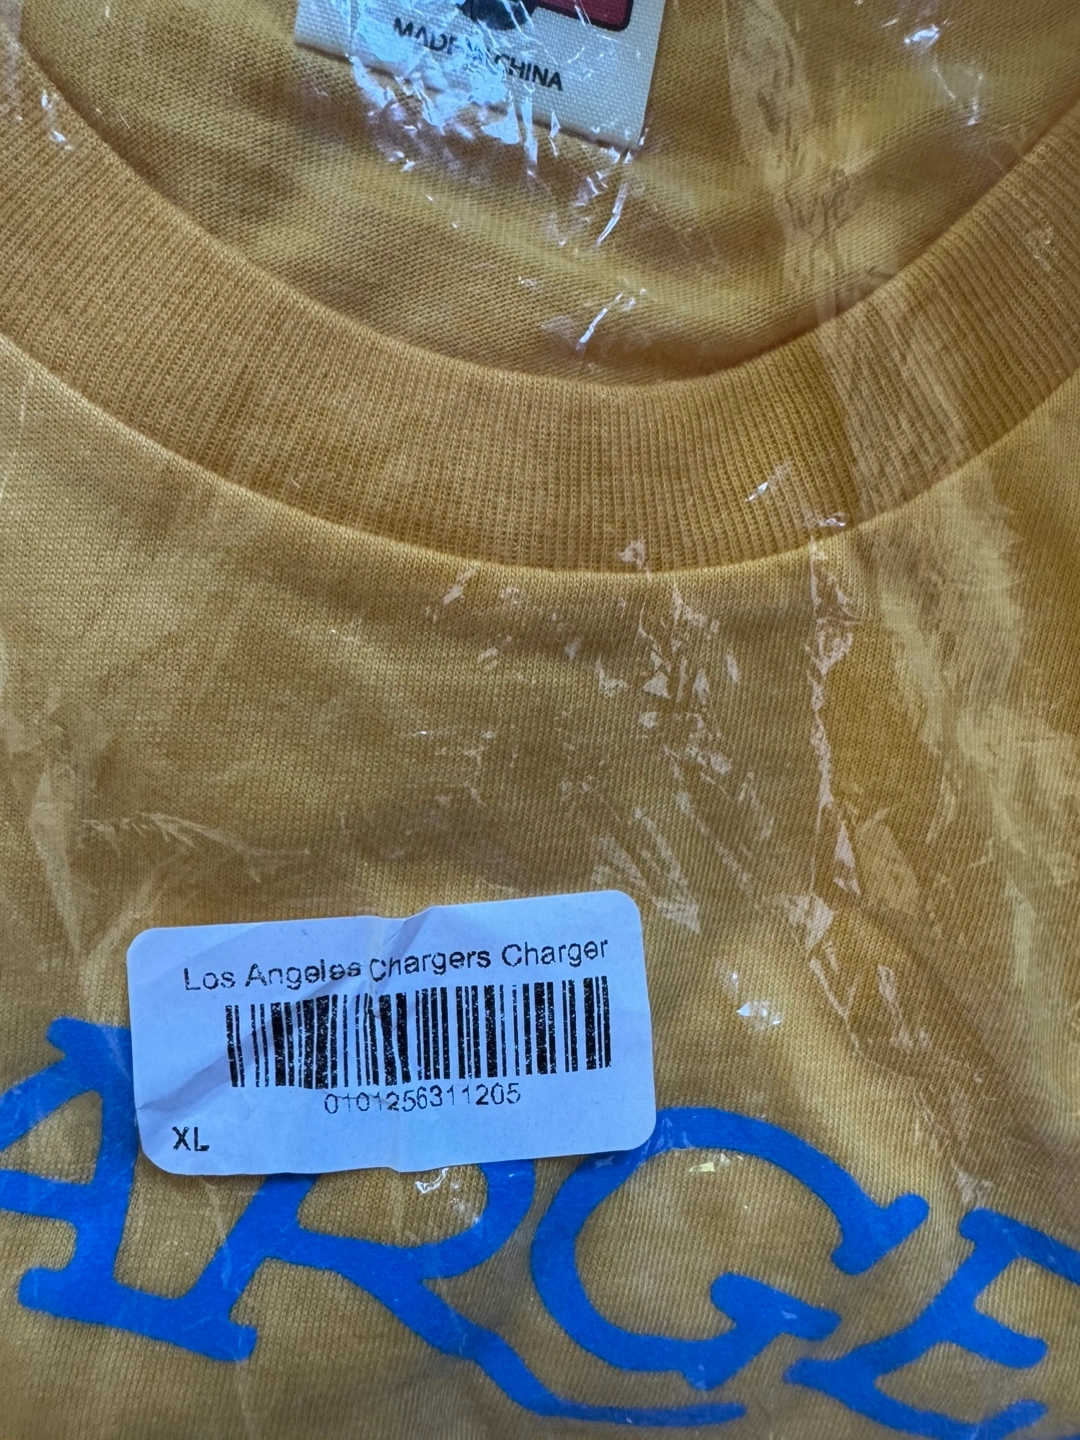 MADE IN CHINA
Los Angeles Chargers Charger
0101256311205
XL
ARGE